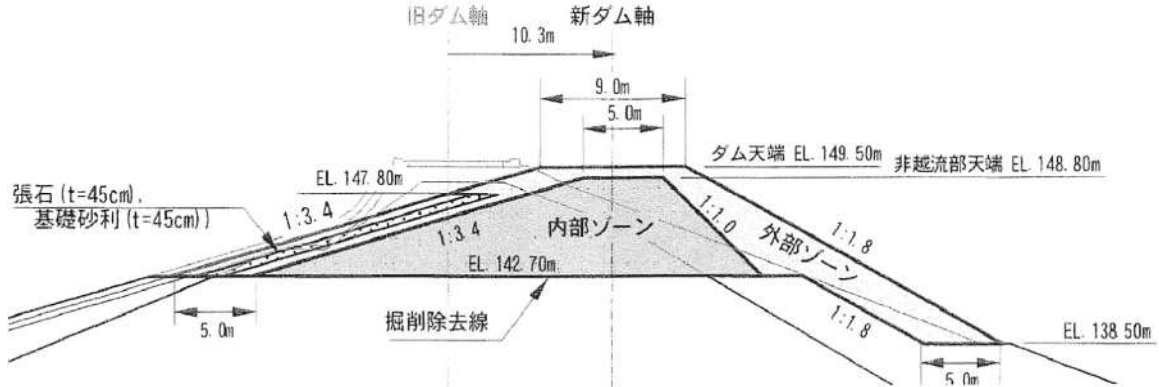 旧ダム軸
新ダム軸
10.3m
9.0m
5.0m
ダム天端 EL.149.50m
非越流部天端 EL.148.80m
EL.147.80m
張石(t=45cm),
基礎砂利(t=45cm))
1:3.4
1:3.4
内部ゾーン
1:1.0
外部ゾーン
1:1.8
EL.142.70m
5.0m
掘削除去線
1:1.8
EL.138.50m
5.0m